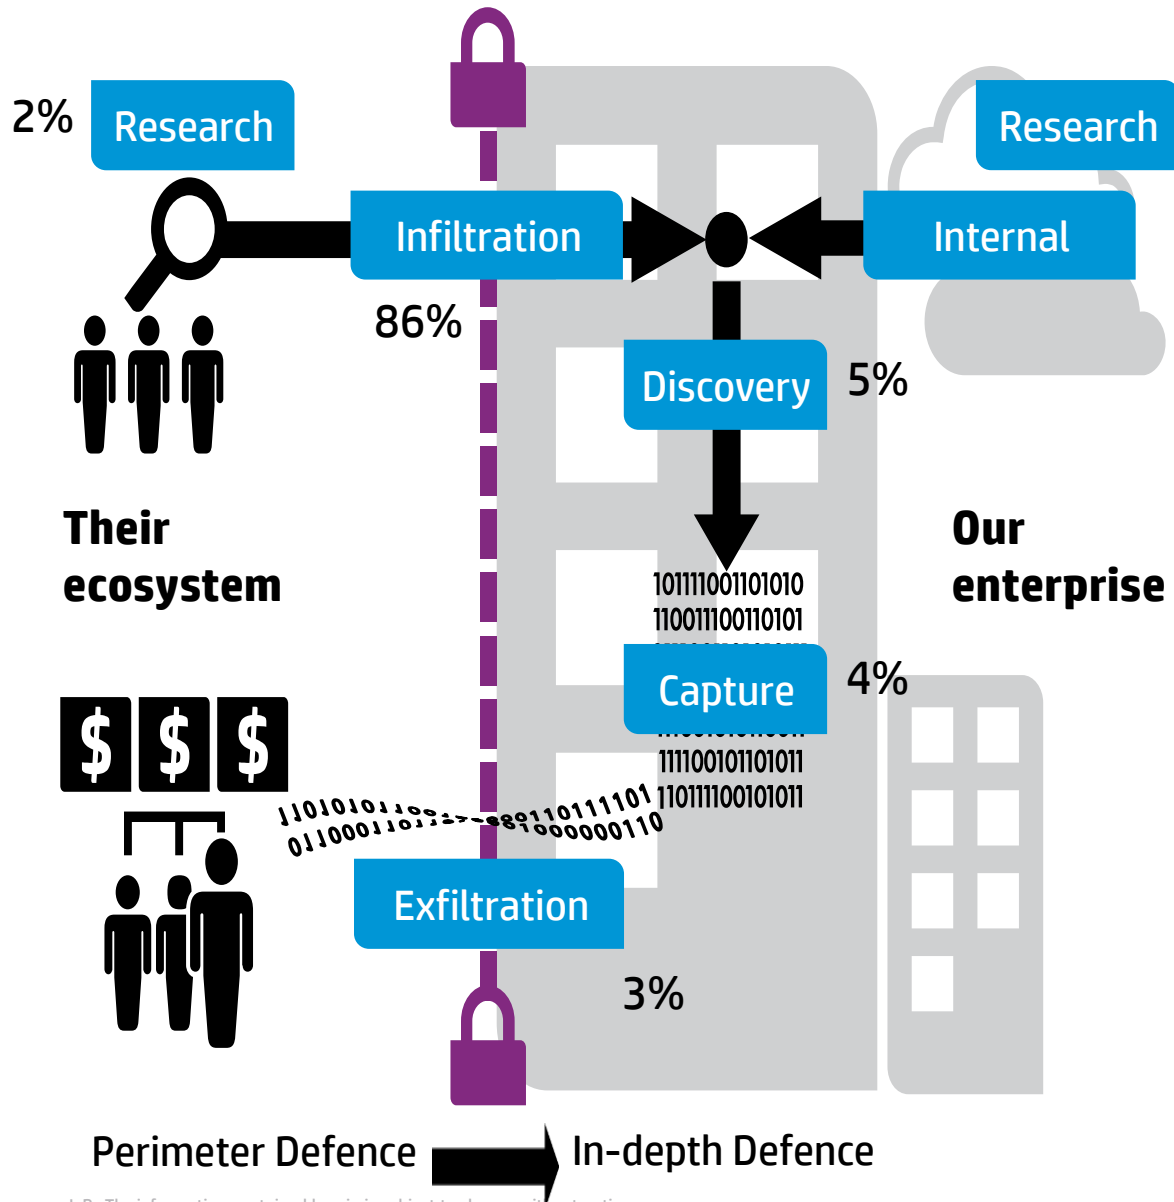 2%
Research
Research
Infiltration
Internal
86%
Discovery
5%
Their
ecosystem
Our
enterprise
101111001101010
110011100110101
Capture
4%
$ $ $
111100101101011
110111100101011
Exfiltration
3%
Perimeter Defence
In-depth Defence